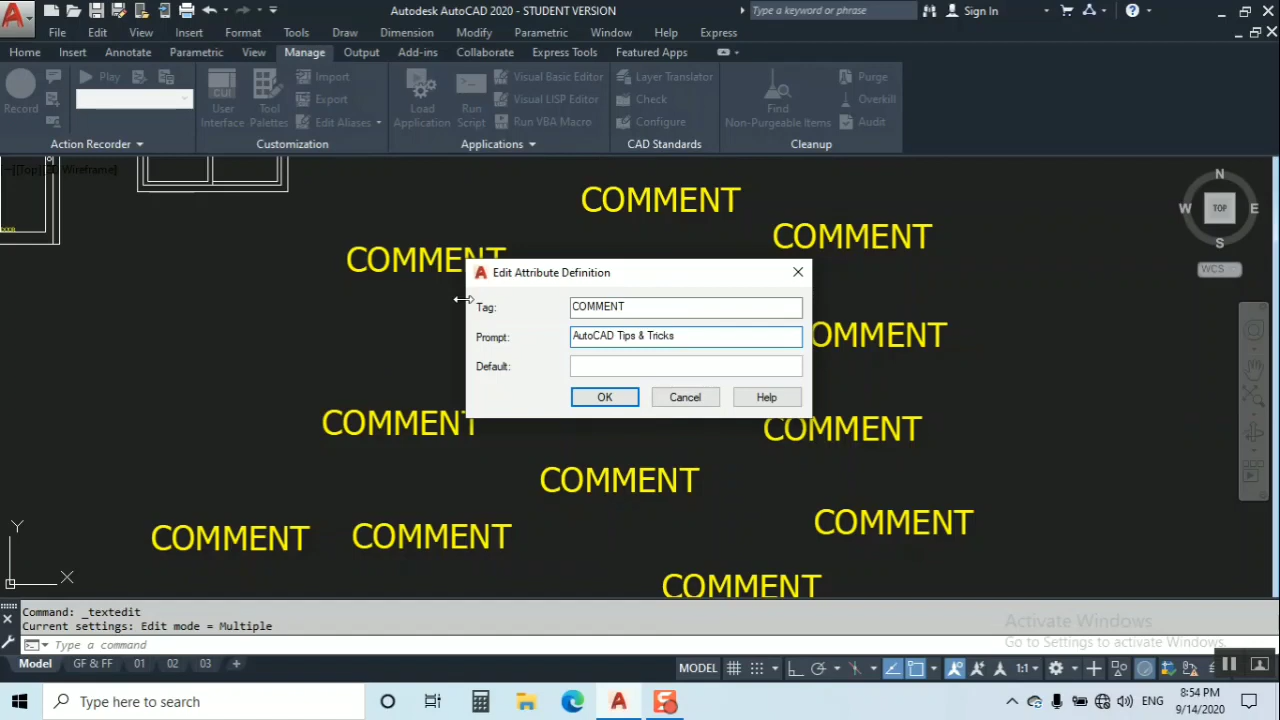 Autodesk AutoCAD 2020 - STUDENT VERSION
Type a keyword or phrase
Sign In
File Edit View Insert Format Tools Draw Dimension Modify Parametric Window Help Express
Home Insert Annotate Parametric View Manage Output Add-ins Collaborate Express Tools Featured Apps
Record
Play
CUI
User
Interface
Tool
Palettes
Import
Export
Edit Aliases
Load
Application
Run
Script
Visual Basic Editor
Visual LISP Editor
Run VBA Macro
Layer Translator
Check
Configure
Find
Non-Purgeable Items
Purge
Overkill
Audit
Action Recorder
Customization
Applications
CAD Standards
Cleanup
N
W TOP E
S
WCS
COMMENT
COMMENT
COMMENT
Edit Attribute Definition
Tag: COMMENT
Prompt: AutoCAD Tips & Tricks
Default:
OK Cancel Help
OMMENT
COMMENT
COMMENT
COMMENT
COMMENT
COMMENT
COMMENT
COMMENT
Y
X
Command: _textedit
Current settings: Edit mode = Multiple
Type a command
Activate Windows
Go to Settings to activate Windows.
Model GF & FF 01 02 03 +
MODEL
1:1
Type here to search
ENG
8:54 PM
9/14/2020